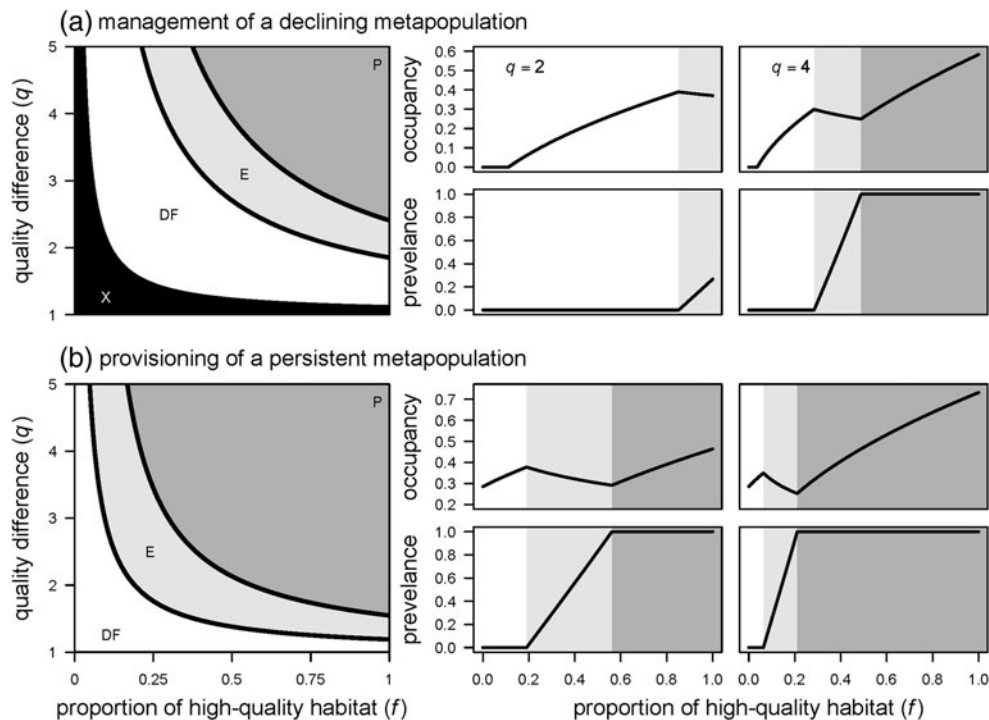 (a) management of a declining metapopulation
quality difference (q)
5
4
3
2
1
P
E
DF
X
occupancy
0.6
0.5
0.4
0.3
0.2
0.1
0.0
q = 2
q = 4
prevelance
1.0
0.8
0.6
0.4
0.2
0.0
(b) provisioning of a persistent metapopulation
quality difference (q)
5
4
3
2
1
P
E
DF
0 0.25 0.5 0.75 1
proportion of high-quality habitat (f)
occupancy
0.7
0.6
0.5
0.4
0.3
0.2
prevelance
1.0
0.8
0.6
0.4
0.2
0.0
0.0 0.2 0.4 0.6 0.8 1.0 0.0 0.2 0.4 0.6 0.8 1.0
proportion of high-quality habitat (f)